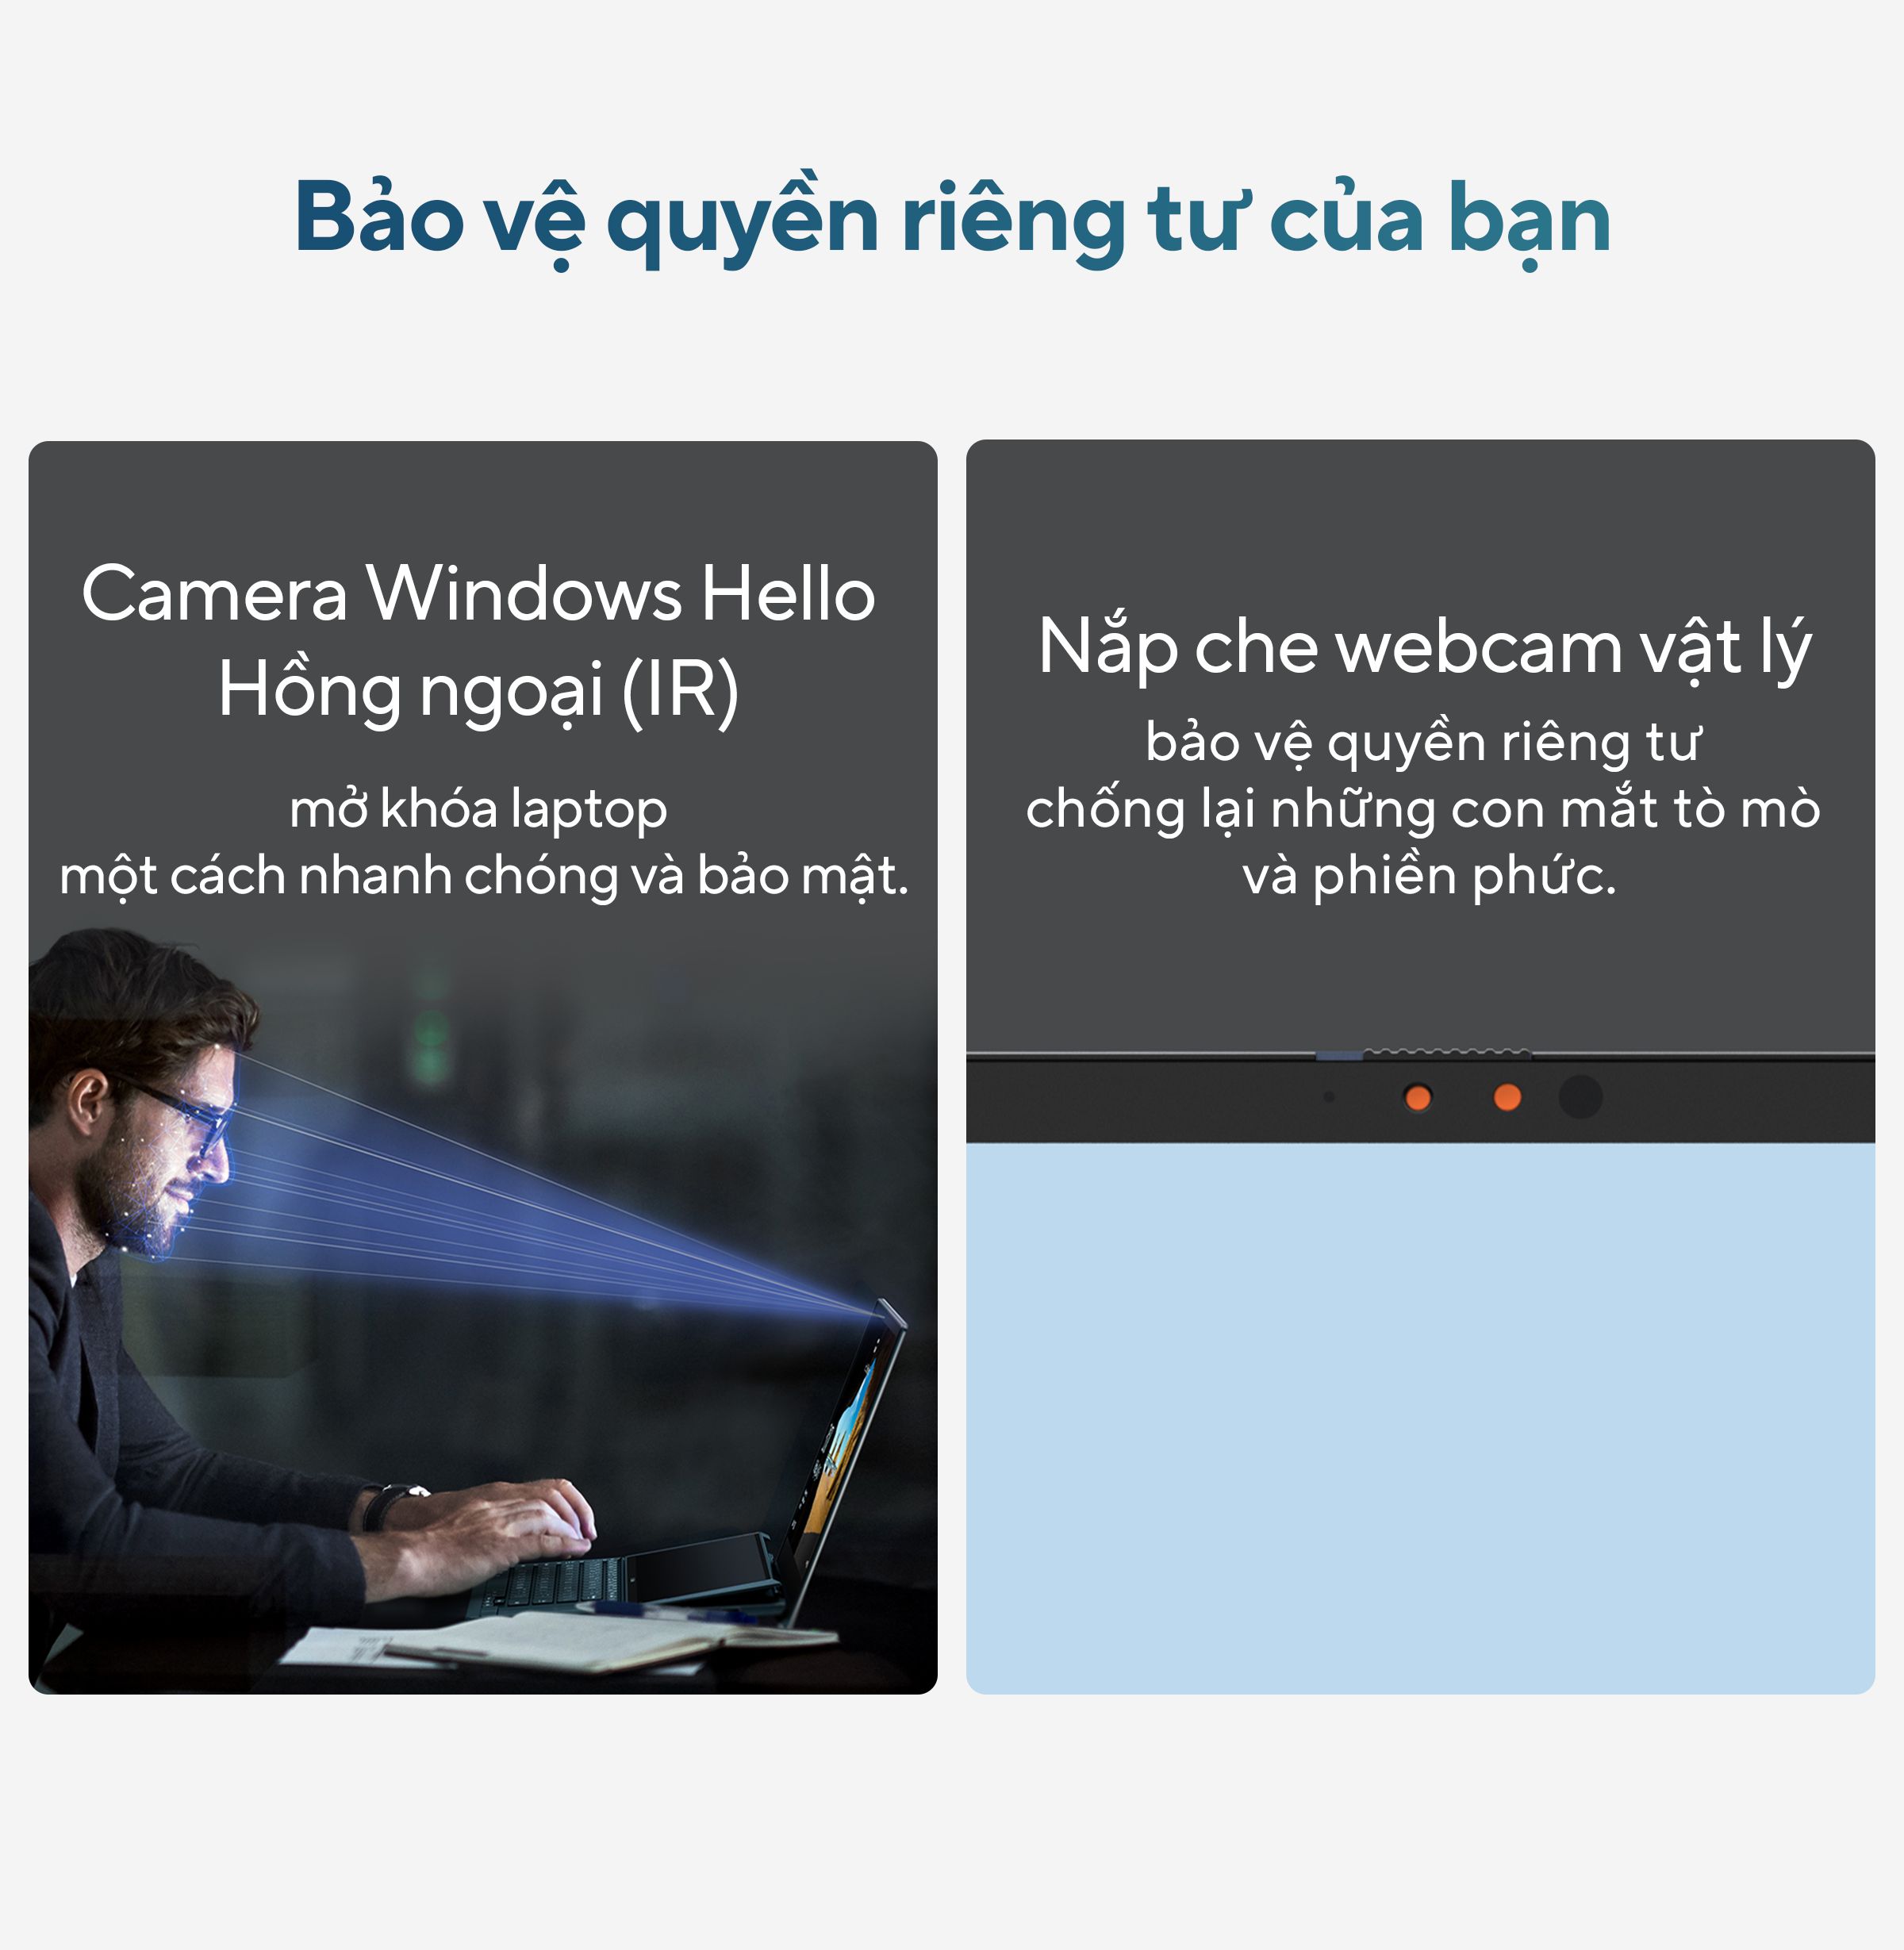 Bảo vệ quyền riêng tư của bạn
Camera Windows Hello
Hồng ngoại (IR)
mở khóa laptop
một cách nhanh chóng và bảo mật.
Nắp che webcam vật lý
bảo vệ quyền riêng tư
chống lại những con mắt tò mò
và phiền phức.